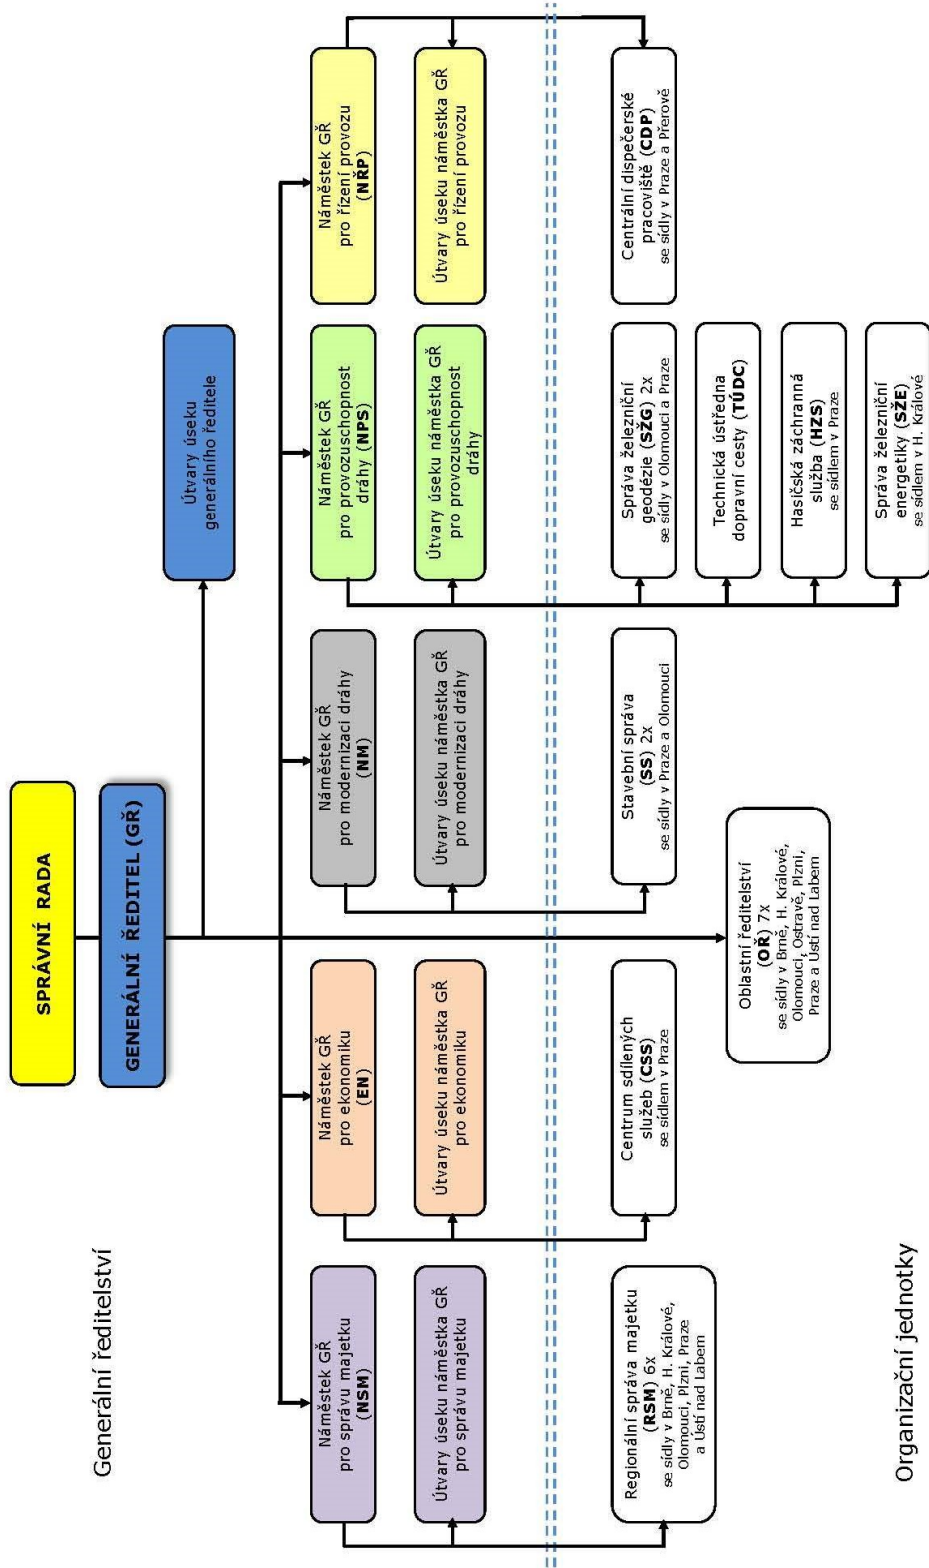 SPRÁVNÍ RADA
GENERÁLNÍ ŘEDITEL (GŘ)
Generální ředitelství
Útvary úseku
generálního ředitele
Náměstek GŘ
pro správu majetku
(NSM)
Náměstek GŘ
pro ekonomiku
(EN)
Náměstek GŘ
pro modernizaci dráhy
(NM)
Náměstek GŘ
pro provozuschopnost
dráhy (NPS)
Náměstek GŘ
pro řízení provozu
(NŘP)
Útvary úseku náměstka GŘ
pro správu majetku
Útvary úseku náměstka GŘ
pro ekonomiku
Útvary úseku náměstka GŘ
pro modernizaci dráhy
Útvary úseku náměstka GŘ
pro provozuschopnost
dráhy
Útvary úseku náměstka GŘ
pro řízení provozu
Regionální správa majetku
(RSM) 6x
se sídly v Brně, H. Králové,
Olomouci, Plzni, Praze
a Ústí nad Labem
Centrum sdílených
služeb (CSS)
se sídlem v Praze
Stavební správa
(SS) 2x
se sídly v Praze a Olomouci
Správa železniční
geodézie (SŽG) 2x
se sídly v Olomouci a Praze
Centrální dispečerské
pracoviště (CDP)
se sídly v Praze a Přerově
Technická ústředna
dopravní cesty (TÚDC)
Oblastní ředitelství
(OŘ) 7x
se sídly v Brně, H. Králové,
Olomouci, Ostravě, Plzni,
Praze a Ústí nad Labem
Hasičská záchranná
služba (HZS)
se sídlem v Praze
Správa železniční
energetiky (SŽE)
se sídlem v H. Králové
Organizační jednotky